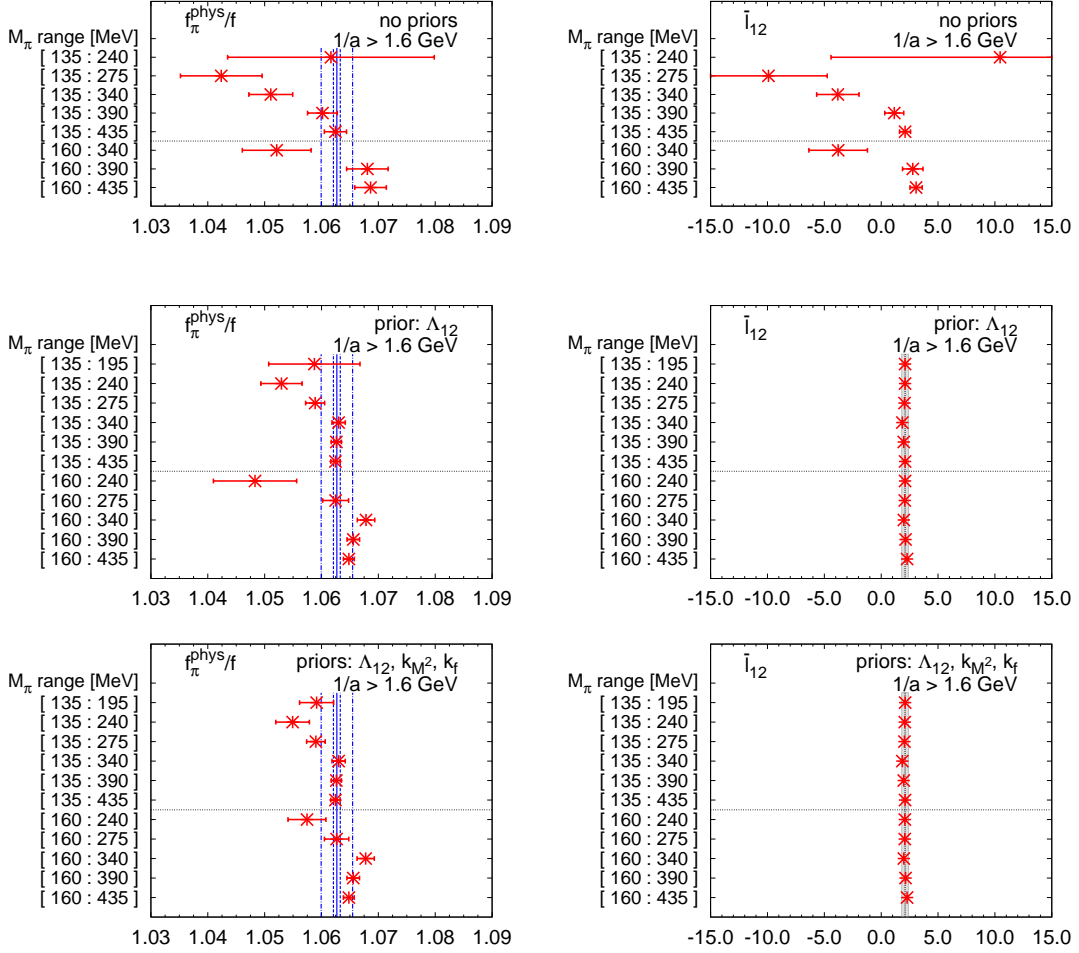 f_π^phys/f no priors
M_π range [MeV] 1/a > 1.6 GeV
[ 135 : 240 ]
[ 135 : 275 ]
[ 135 : 340 ]
[ 135 : 390 ]
[ 135 : 435 ]
[ 160 : 340 ]
[ 160 : 390 ]
[ 160 : 435 ]
1.03 1.04 1.05 1.06 1.07 1.08 1.09
l̄_12 no priors
M_π range [MeV] 1/a > 1.6 GeV
[ 135 : 240 ]
[ 135 : 275 ]
[ 135 : 340 ]
[ 135 : 390 ]
[ 135 : 435 ]
[ 160 : 340 ]
[ 160 : 390 ]
[ 160 : 435 ]
-15.0 -10.0 -5.0 0.0 5.0 10.0 15.0
f_π^phys/f prior: Λ_12
M_π range [MeV] 1/a > 1.6 GeV
[ 135 : 195 ]
[ 135 : 240 ]
[ 135 : 275 ]
[ 135 : 340 ]
[ 135 : 390 ]
[ 135 : 435 ]
[ 160 : 240 ]
[ 160 : 275 ]
[ 160 : 340 ]
[ 160 : 390 ]
[ 160 : 435 ]
1.03 1.04 1.05 1.06 1.07 1.08 1.09
l̄_12 prior: Λ_12
M_π range [MeV] 1/a > 1.6 GeV
[ 135 : 195 ]
[ 135 : 240 ]
[ 135 : 275 ]
[ 135 : 340 ]
[ 135 : 390 ]
[ 135 : 435 ]
[ 160 : 240 ]
[ 160 : 275 ]
[ 160 : 340 ]
[ 160 : 390 ]
[ 160 : 435 ]
-15.0 -10.0 -5.0 0.0 5.0 10.0 15.0
f_π^phys/f priors: Λ_12, k_M², k_f
M_π range [MeV] 1/a > 1.6 GeV
[ 135 : 195 ]
[ 135 : 240 ]
[ 135 : 275 ]
[ 135 : 340 ]
[ 135 : 390 ]
[ 135 : 435 ]
[ 160 : 240 ]
[ 160 : 275 ]
[ 160 : 340 ]
[ 160 : 390 ]
[ 160 : 435 ]
1.03 1.04 1.05 1.06 1.07 1.08 1.09
l̄_12 priors: Λ_12, k_M², k_f
M_π range [MeV] 1/a > 1.6 GeV
[ 135 : 195 ]
[ 135 : 240 ]
[ 135 : 275 ]
[ 135 : 340 ]
[ 135 : 390 ]
[ 135 : 435 ]
[ 160 : 240 ]
[ 160 : 275 ]
[ 160 : 340 ]
[ 160 : 390 ]
[ 160 : 435 ]
-15.0 -10.0 -5.0 0.0 5.0 10.0 15.0